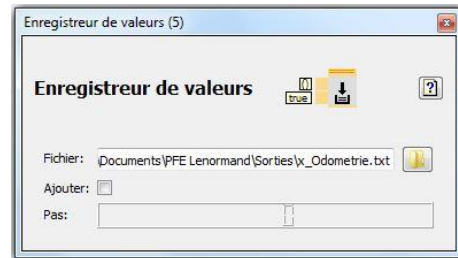 Enregistreur de valeurs (5)
Enregistreur de valeurs
true
?
Fichier: \Documents\PFE Lenormand\Sorties\x_Odometrie.txt
Ajouter:
Pas: